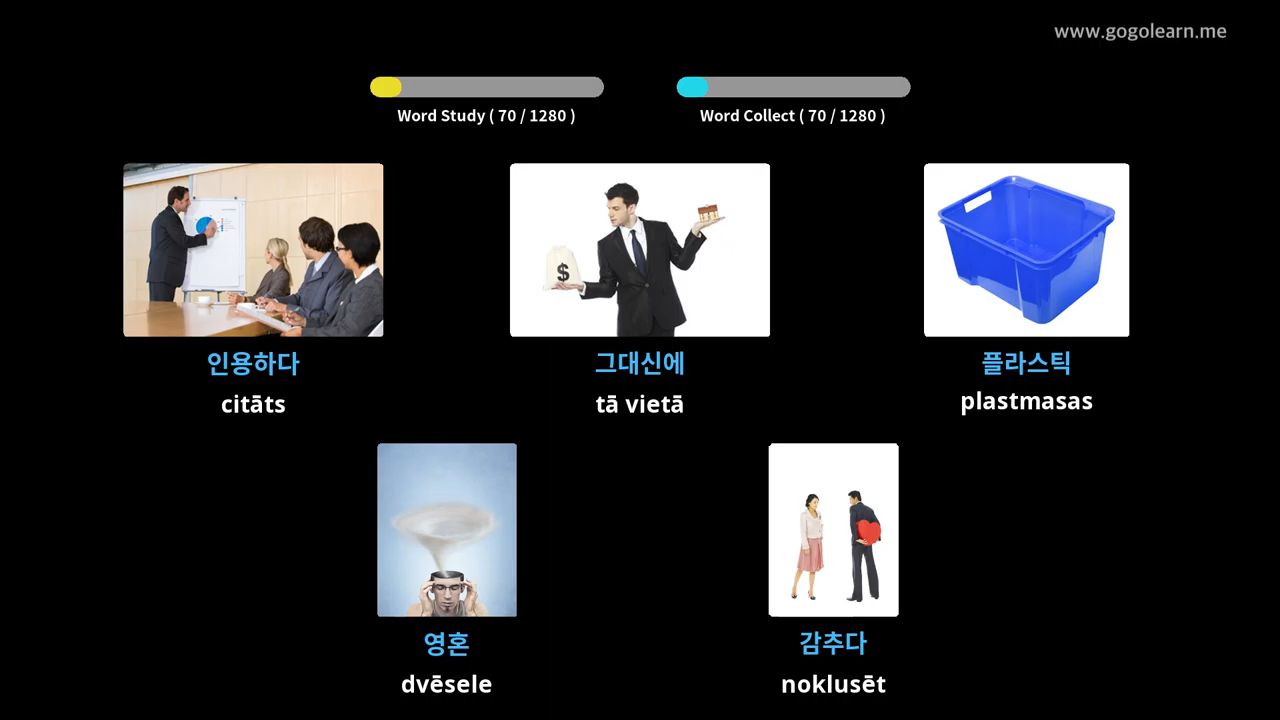 www.gogolearn.me
Word Study ( 70 / 1280 )
Word Collect ( 70 / 1280 )
인용하다
citāts
그대신에
tā vietā
플라스틱
plastmasas
$
영혼
dvēsele
감추다
noklusēt